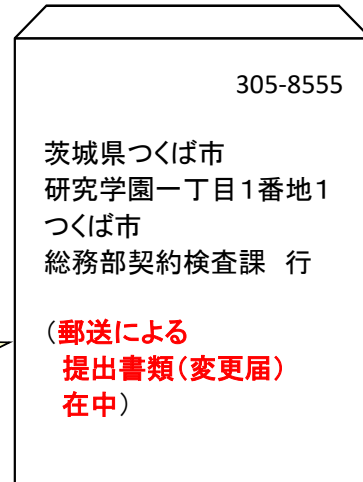 305-8555
茨城県つくば市
研究学園一丁目1番地1
つくば市
総務部契約検査課　行
（郵送による
提出書類（変更届）
在中）